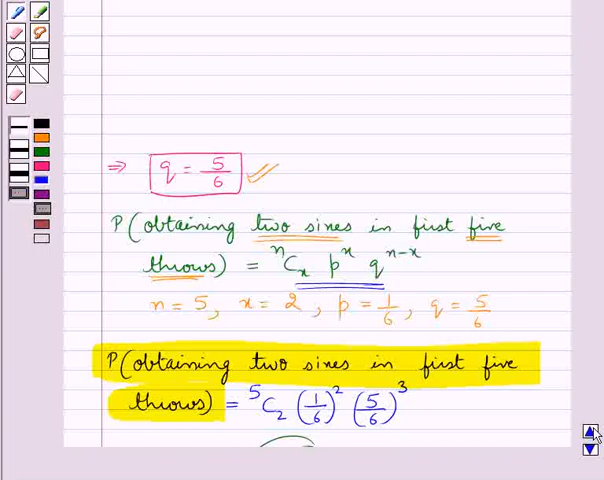 ⇒ q = 5/6 ✓
P(obtaining two sixes in first five
throws) = ⁿCₓ pˣ qⁿ⁻ˣ
n = 5, x = 2, p = 1/6, q = 5/6
P(obtaining two sixes in first five
throws) = ⁵C₂ (1/6)² (5/6)³